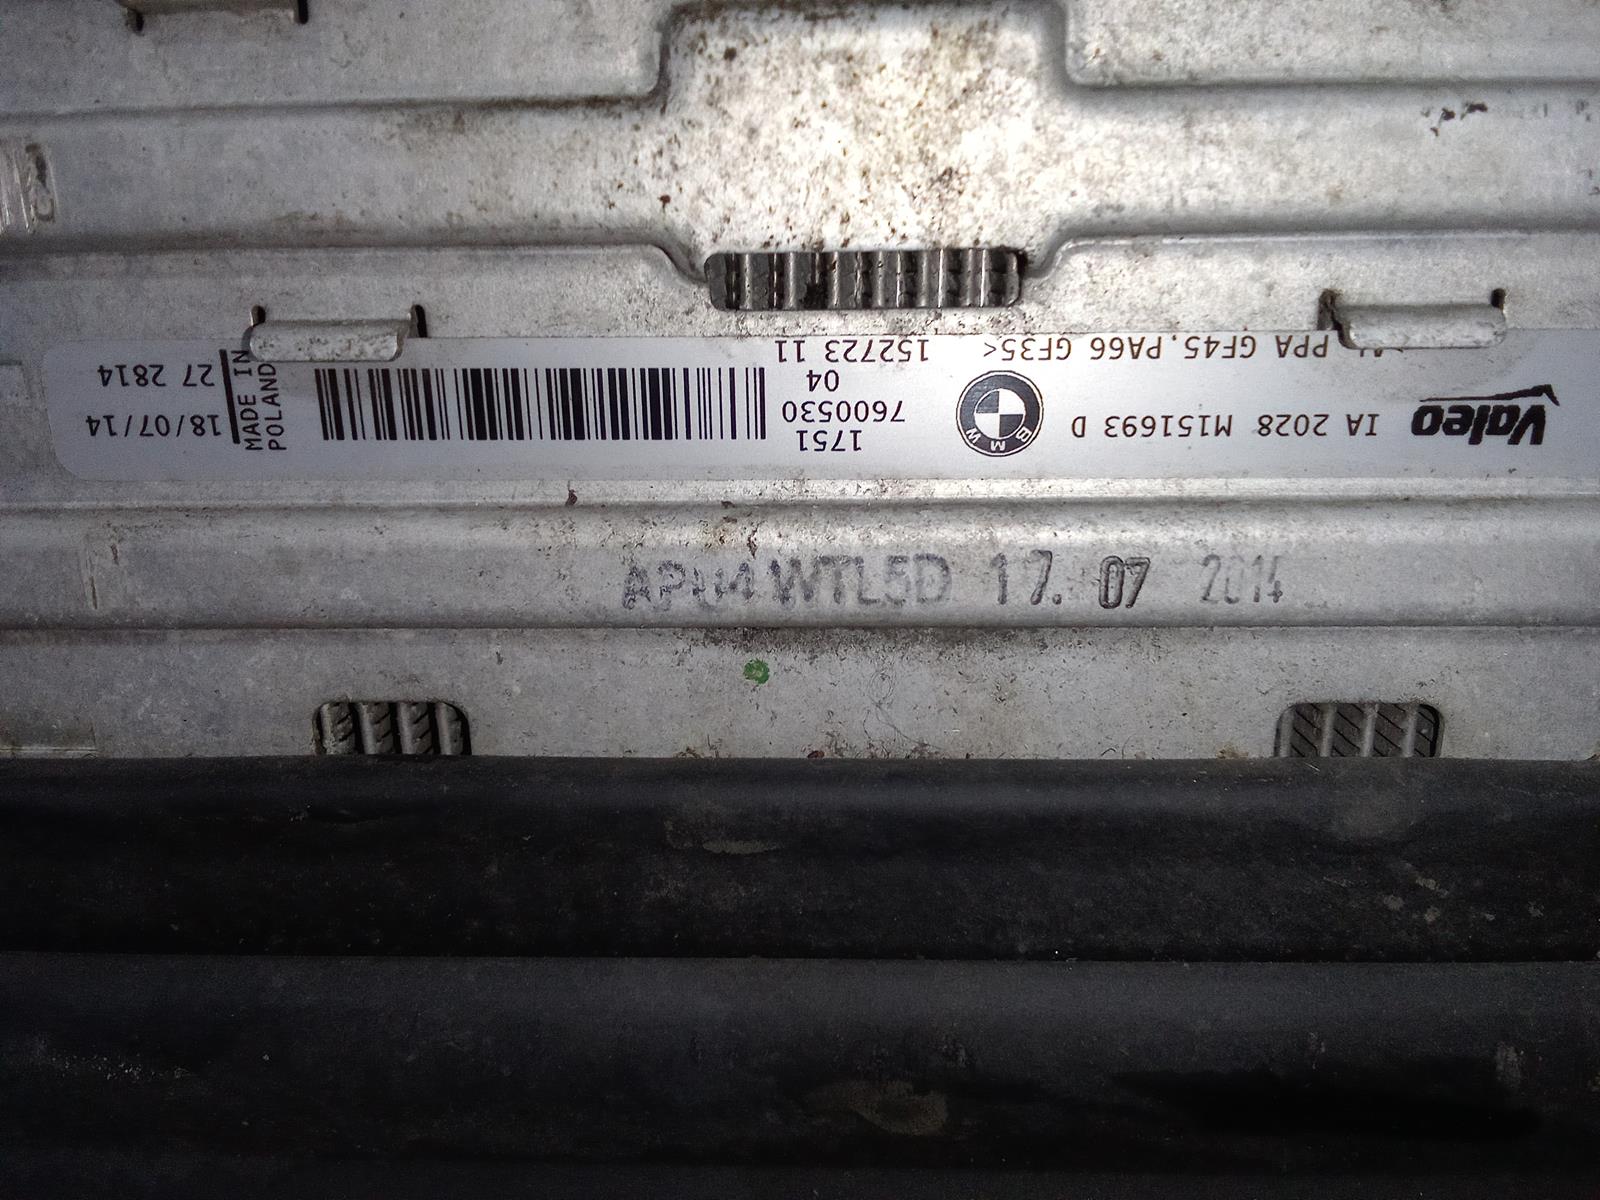 Valeo
IA 2028 M151693 D
PPA GF45.PA66 GF35<
BMW
1751
7600530
04
152723 11
MADE IN
POLAND
18/07/14
27 2814
WTL5D 17. 07 2014